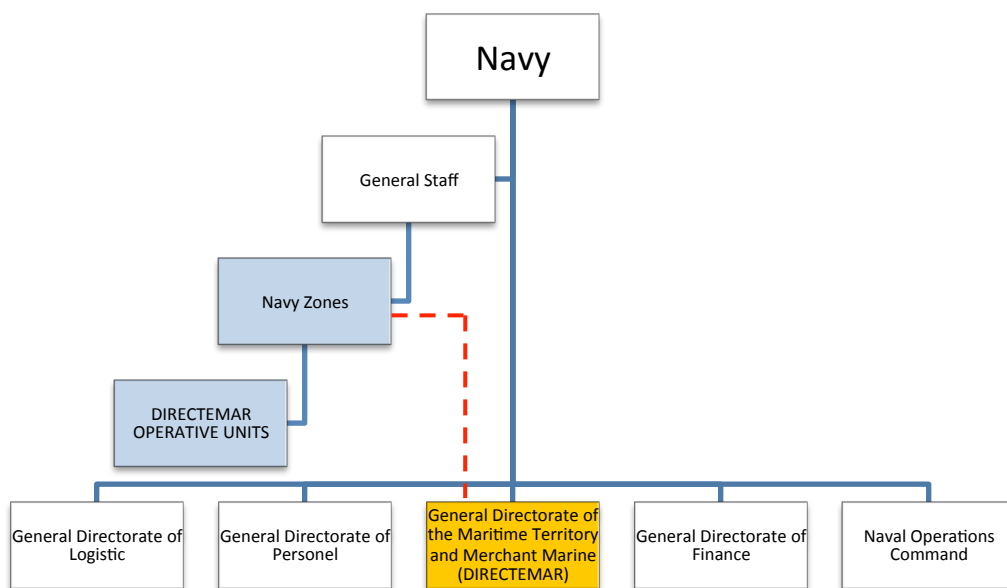 Navy
General Staff
Navy Zones
DIRECTEMAR
OPERATIVE UNITS
General Directorate of
Logistic
General Directorate of
Personel
General Directorate of
the Maritime Territory
and Merchant Marine
(DIRECTEMAR)
General Directorate of
Finance
Naval Operations
Command